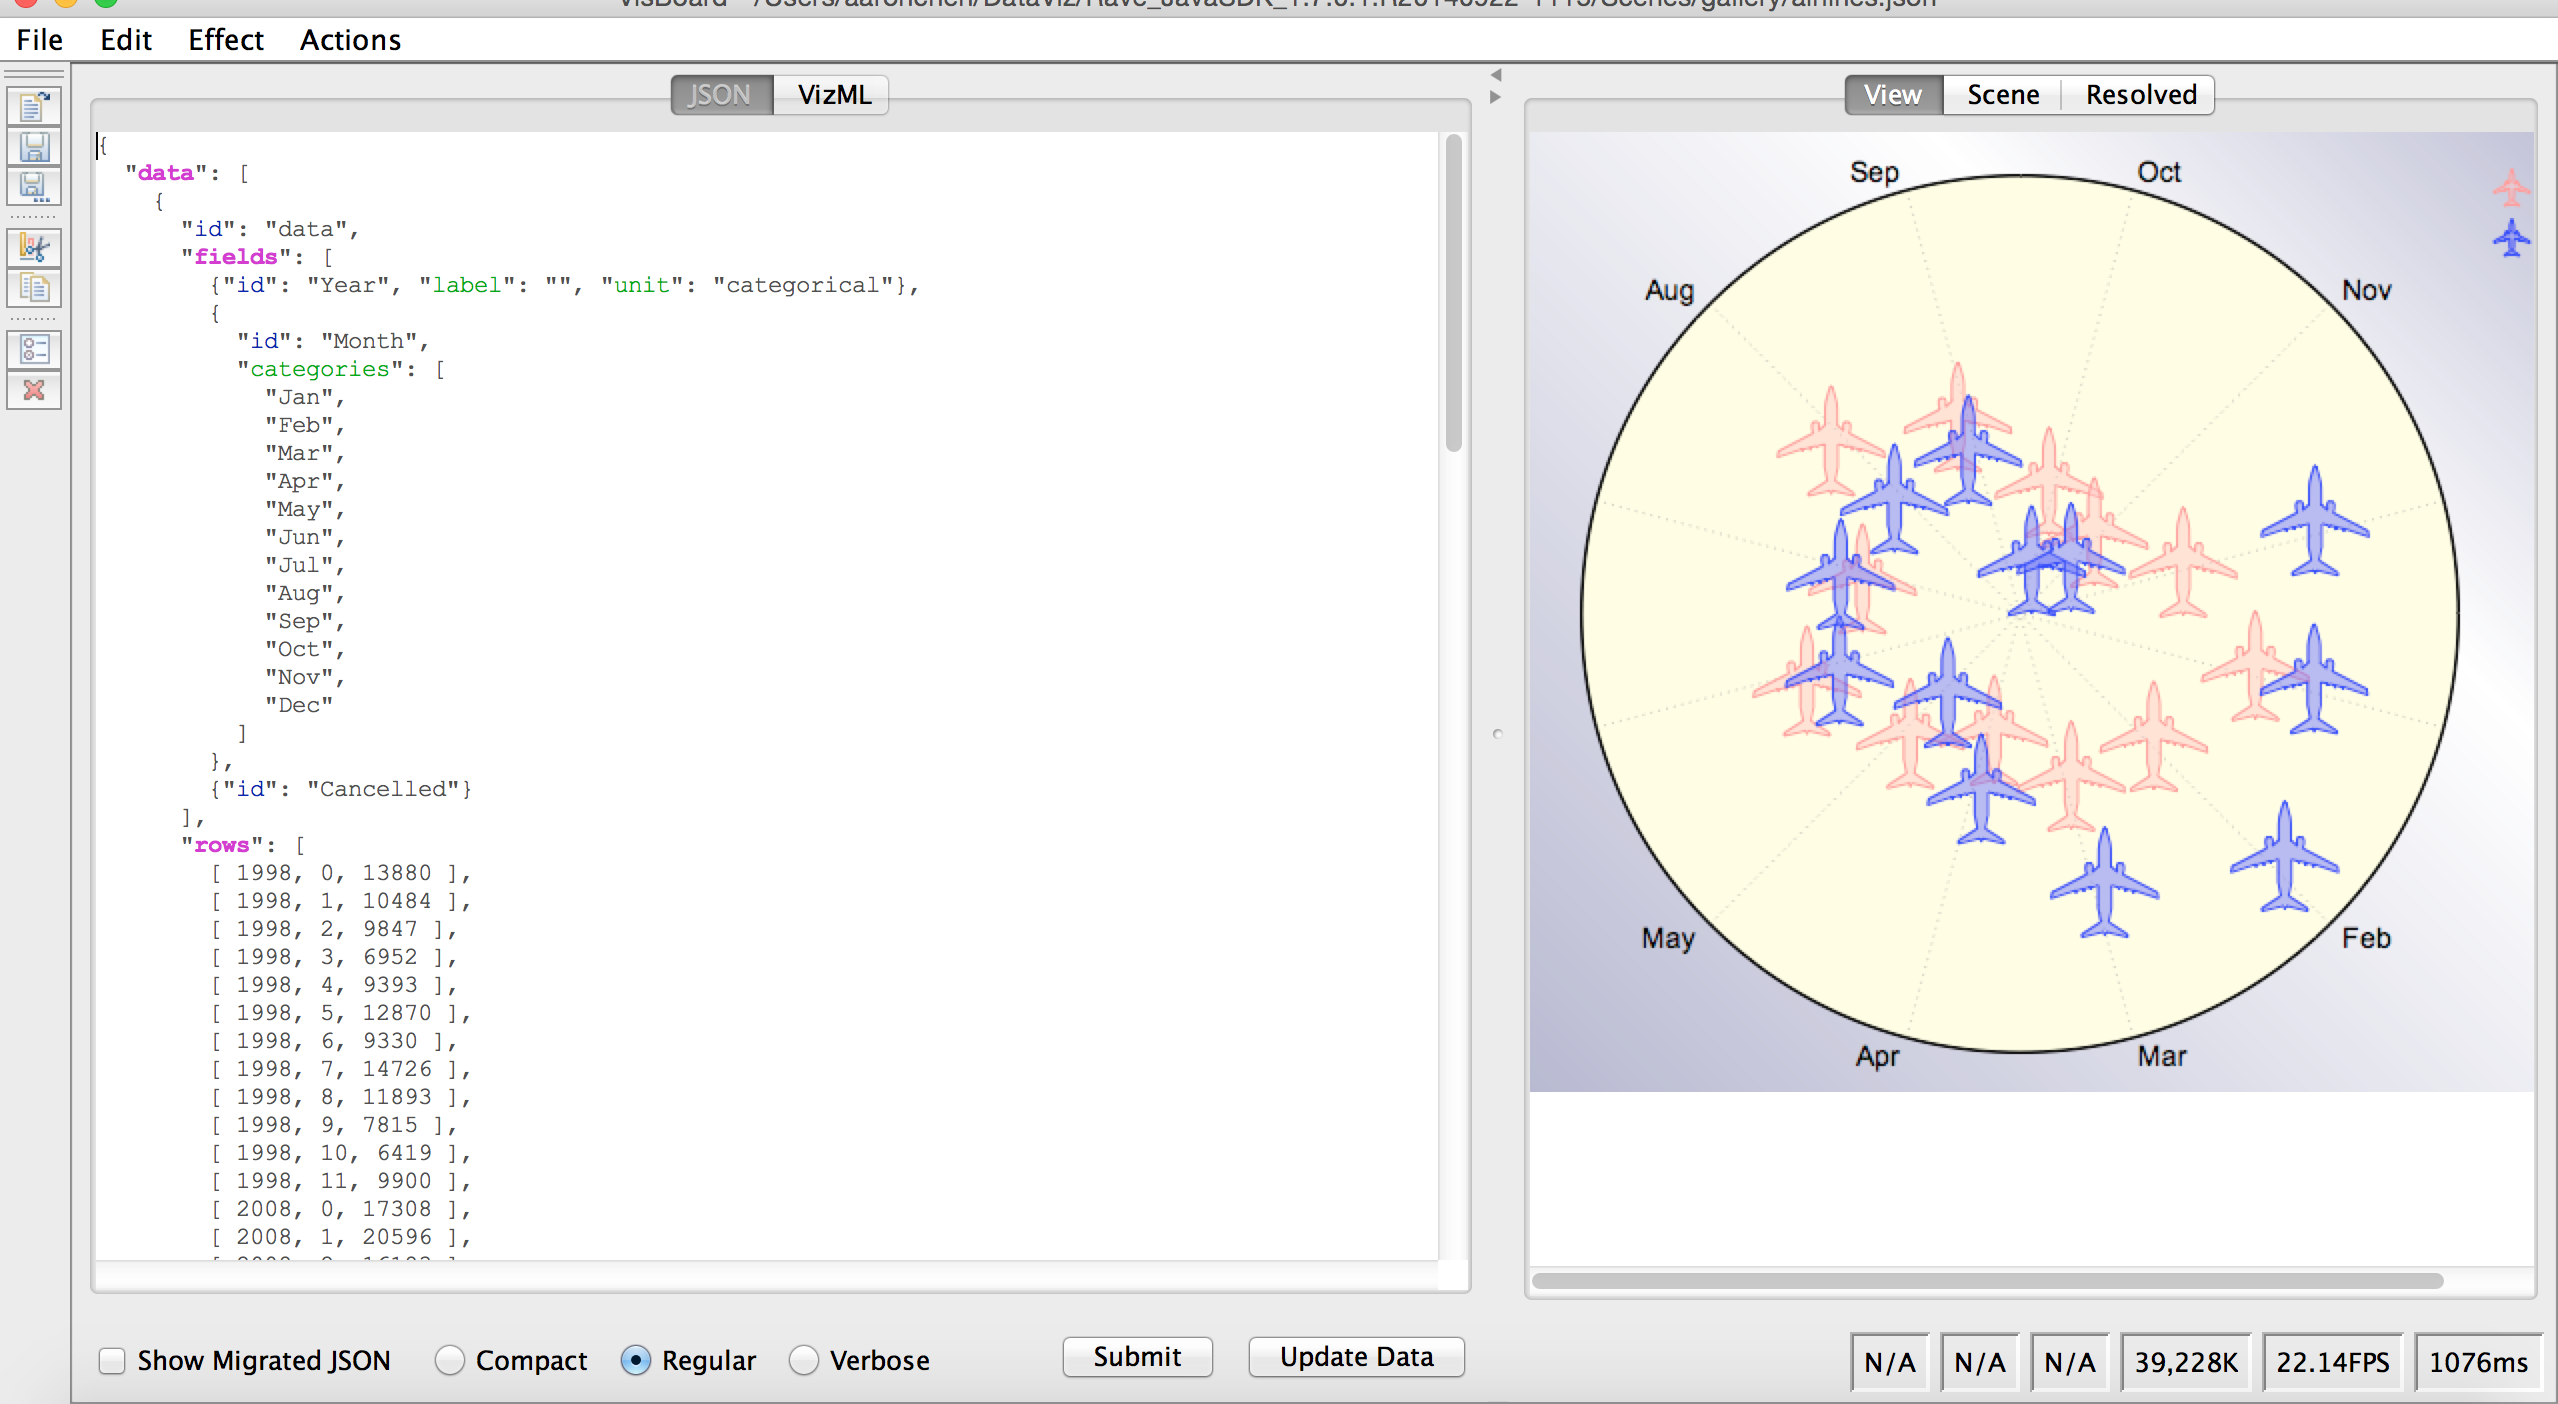 File Edit Effect Actions
JSON VizML
{
"data": [
{
"id": "data",
"fields": [
{"id": "Year", "label": "", "unit": "categorical"},
{
"id": "Month",
"categories": [
"Jan",
"Feb",
"Mar",
"Apr",
"May",
"Jun",
"Jul",
"Aug",
"Sep",
"Oct",
"Nov",
"Dec"
]
},
{"id": "Cancelled"}
],
"rows": [
[ 1998, 0, 13880 ],
[ 1998, 1, 10484 ],
[ 1998, 2, 9847 ],
[ 1998, 3, 6952 ],
[ 1998, 4, 9393 ],
[ 1998, 5, 12870 ],
[ 1998, 6, 9330 ],
[ 1998, 7, 14726 ],
[ 1998, 8, 11893 ],
[ 1998, 9, 7815 ],
[ 1998, 10, 6419 ],
[ 1998, 11, 9900 ],
[ 2008, 0, 17308 ],
[ 2008, 1, 20596 ],
View Scene Resolved
Sep Oct
Aug Nov
May Feb
Apr Mar
Show Migrated JSON Compact Regular Verbose Submit Update Data
N/A N/A N/A 39,228K 22.14FPS 1076ms